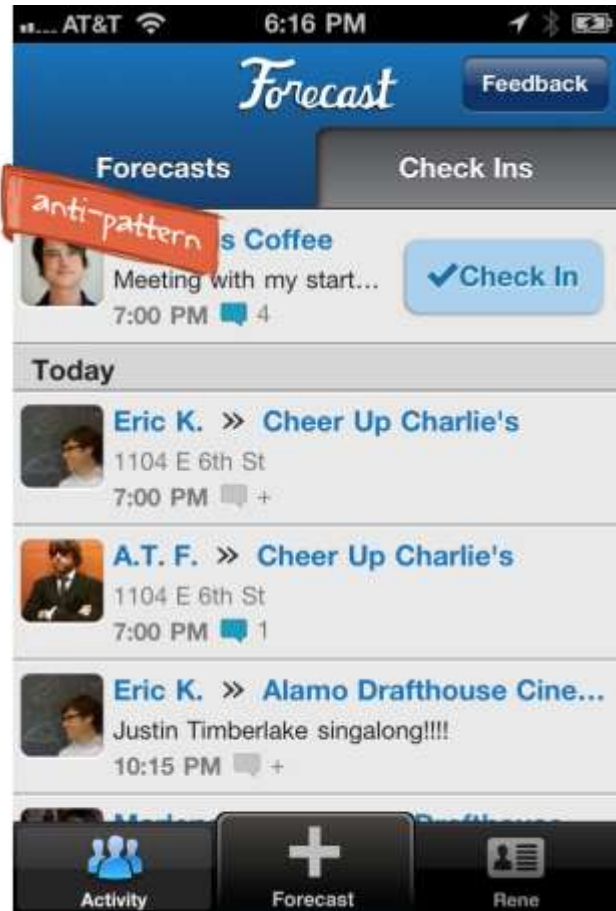 AT&T 6:16 PM
Forecast Feedback
Forecasts Check Ins
anti-pattern
s Coffee
Meeting with my start... ✔Check In
7:00 PM 4
Today
Eric K. » Cheer Up Charlie's
1104 E 6th St
7:00 PM +
A.T. F. » Cheer Up Charlie's
1104 E 6th St
7:00 PM 1
Eric K. » Alamo Drafthouse Cine...
Justin Timberlake singalong!!!!
10:15 PM +
Activity Forecast Rene